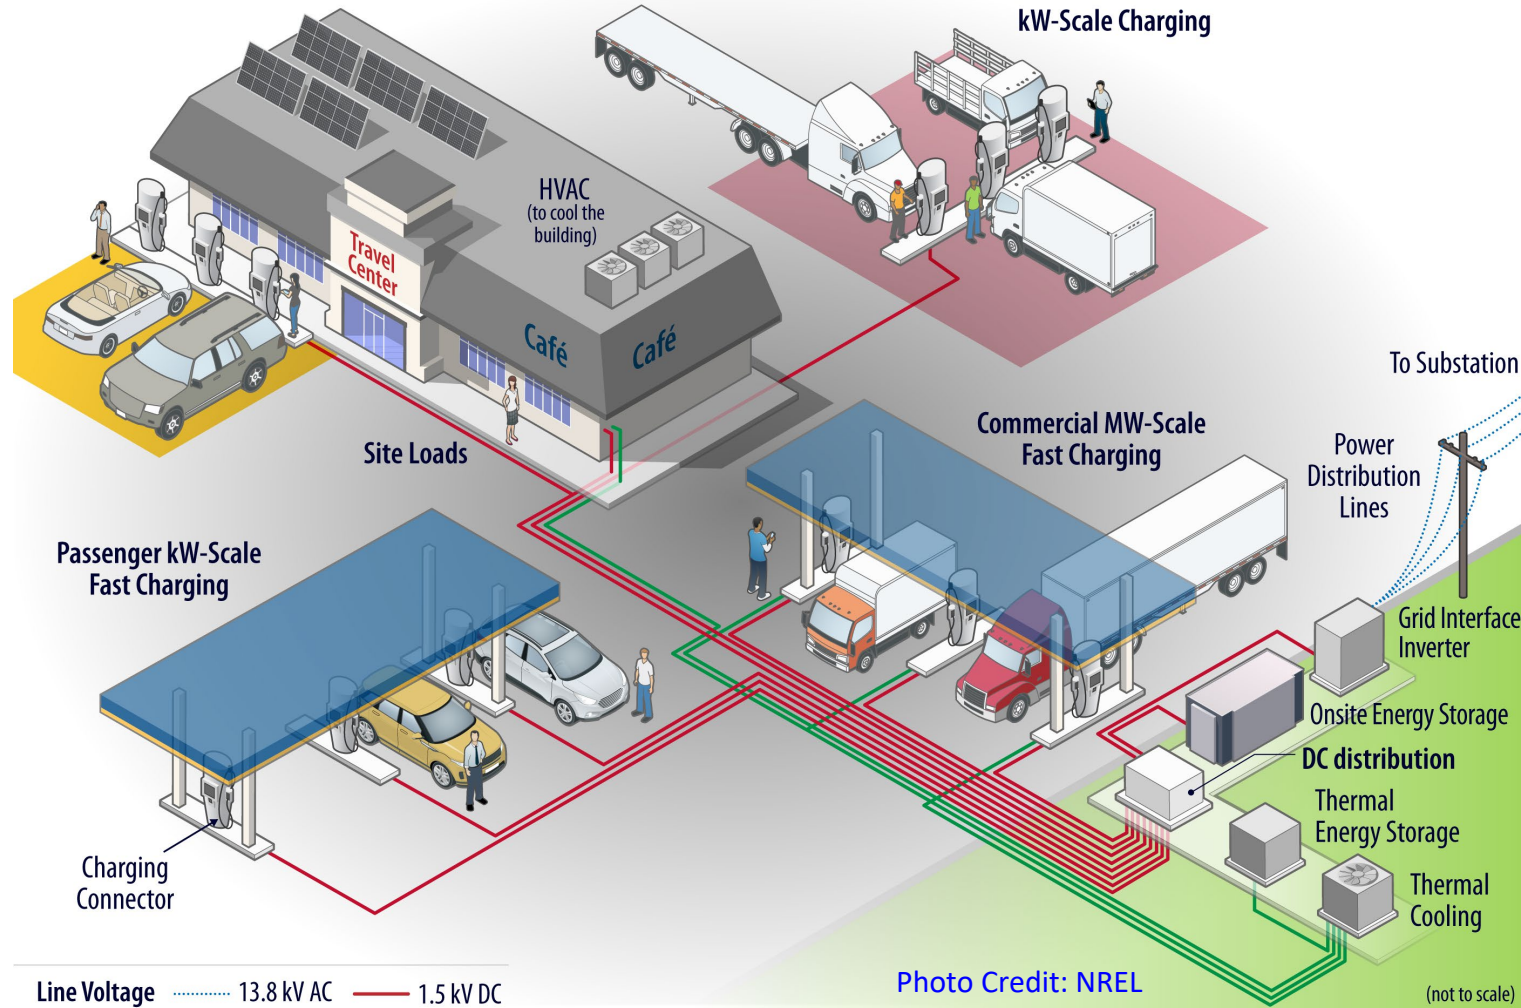 kW-Scale Charging
HVAC
(to cool the
building)
Travel
Center
Café
Café
To Substation
Site Loads
Commercial MW-Scale
Fast Charging
Power
Distribution
Lines
Passenger kW-Scale
Fast Charging
Grid Interface
Inverter
Onsite Energy Storage
DC distribution
Thermal
Energy Storage
Charging
Connector
Thermal
Cooling
Photo Credit: NREL
Line Voltage
13.8 kV AC
1.5 kV DC
(not to scale)